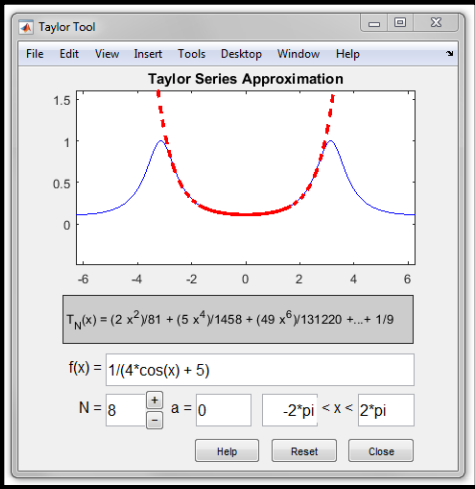 Taylor Tool
File Edit View Insert Tools Desktop Window Help
Taylor Series Approximation
1.5
1
0.5
0
-6 -4 -2 0 2 4 6
T_N(x) = (2 x^2)/81 + (5 x^4)/1458 + (49 x^6)/131220 +...+ 1/9
f(x) = 1/(4*cos(x) + 5)
N = 8 + - a = 0 -2*pi < x < 2*pi
Help Reset Close